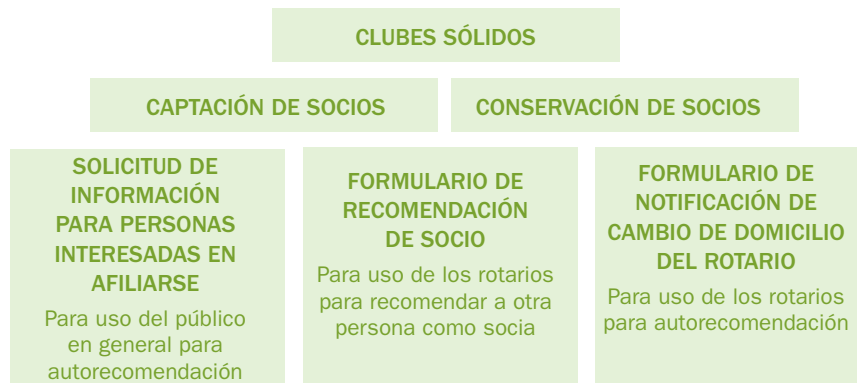 CLUBES SÓLIDOS
CAPTACIÓN DE SOCIOS
CONSERVACIÓN DE SOCIOS
SOLICITUD DE
INFORMACIÓN
PARA PERSONAS
INTERESADAS EN
AFILIARSE
Para uso del público
en general para
autorecomendación
FORMULARIO DE
RECOMENDACIÓN
DE SOCIO
Para uso de los rotarios
para recomendar a otra
persona como socia
FORMULARIO DE
NOTIFICACIÓN DE
CAMBIO DE DOMICILIO
DEL ROTARIO
Para uso de los rotarios
para autorecomendación